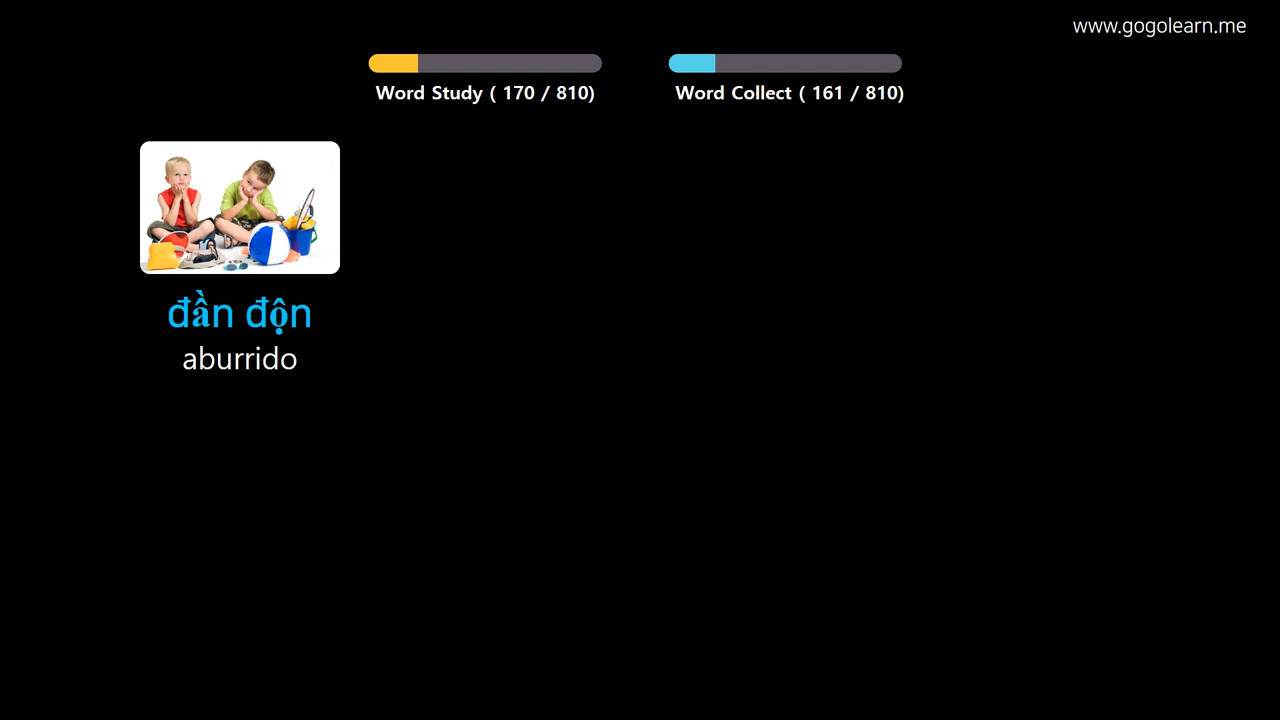 www.gogolearn.me
Word Study ( 170 / 810)
Word Collect ( 161 / 810)
đần độn
aburrido